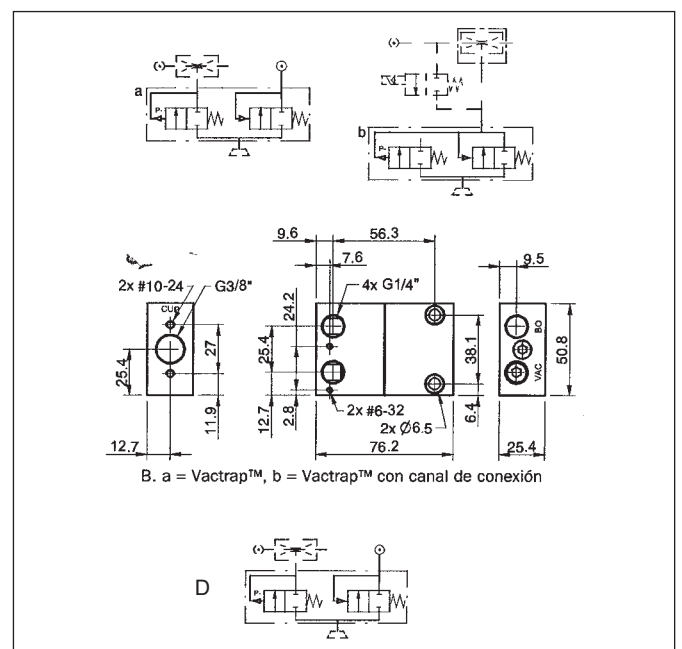 a
P-
b
P-
9.6
56.3
9.5
7.6
2x #10-24
G3/8"
4x G1/4"
CUP
24.2
25.4
27
25.4
38.1
BO
VAC
50.8
11.9
12.7
2.8
2x #6-32
6.4
2x Ø6.5
12.7
76.2
25.4
B. a = Vactrap™, b = Vactrap™ con canal de conexión
D
P-